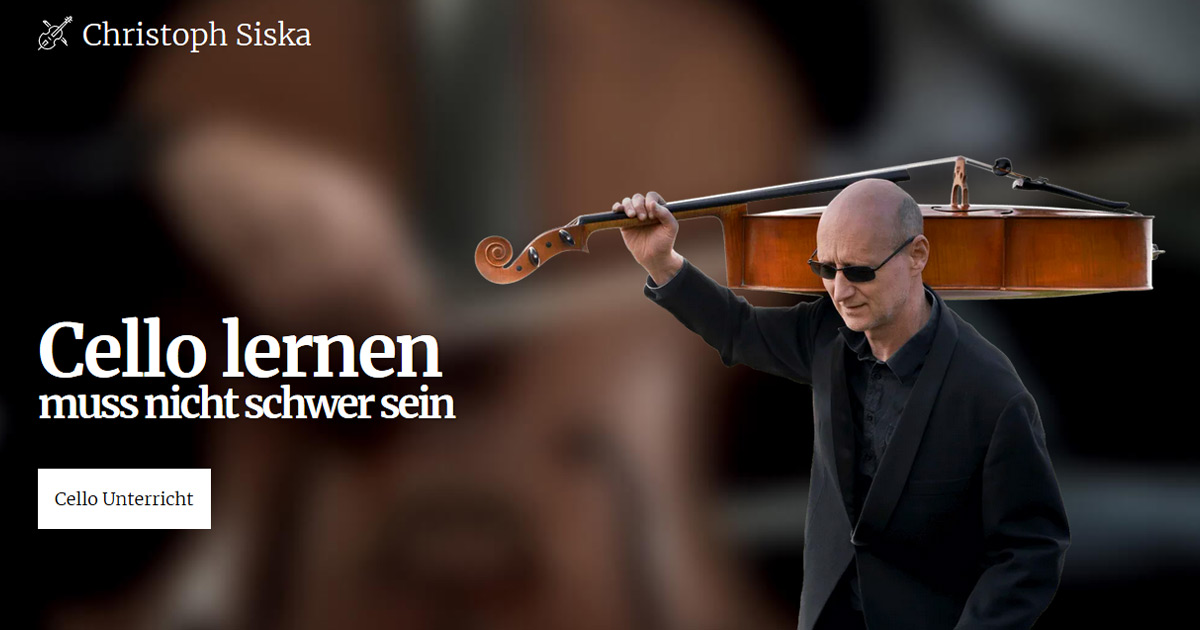 Christoph Siska
Cello lernen
muss nicht schwer sein
Cello Unterricht